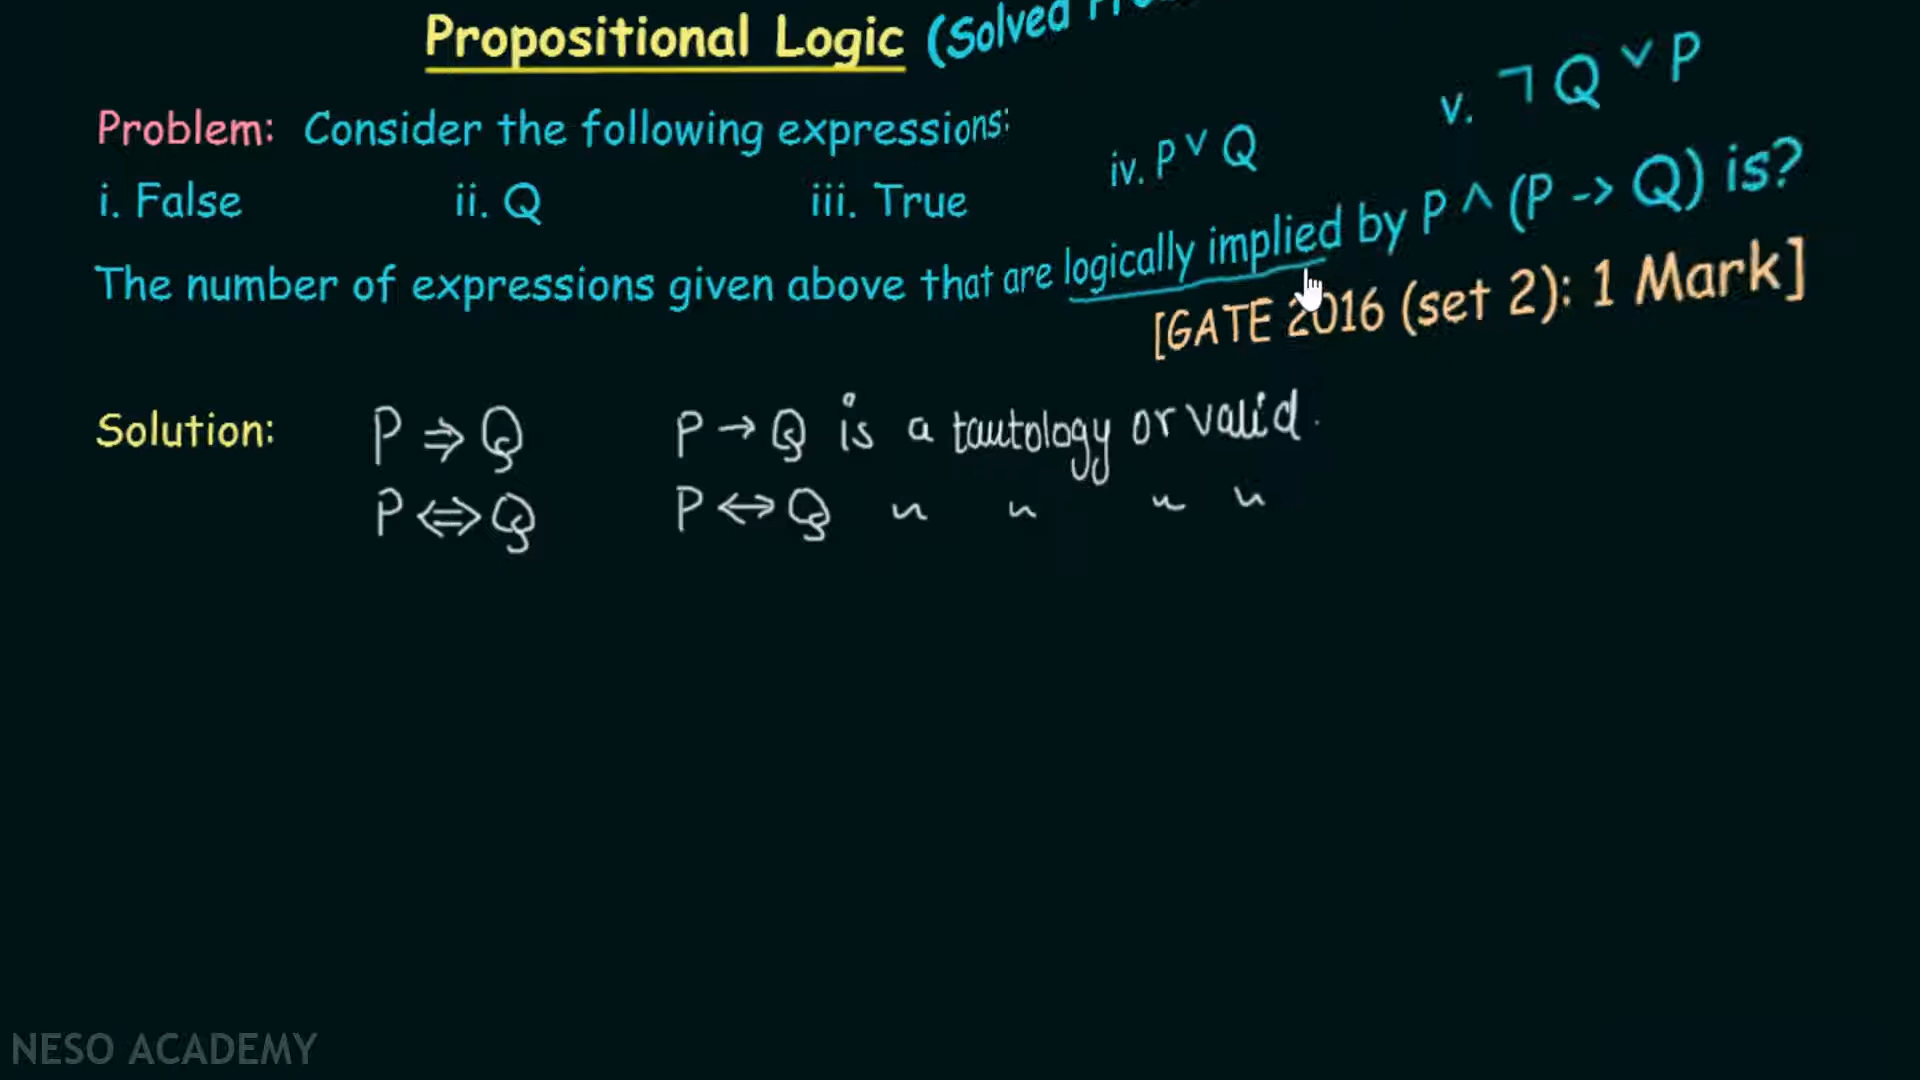 Propositional Logic (Solved
Problem: Consider the following expressions:
i. False ii. Q iii. True iv. P ∨ Q v. ¬ Q ∨ P
The number of expressions given above that are logically implied by P ∧ (P -> Q) is?
[GATE 2016 (set 2): 1 Mark]
Solution: P ⇒ Q P → Q is a tautology or valid.
P ⇔ Q P ↔ Q " " " "
NESO ACADEMY